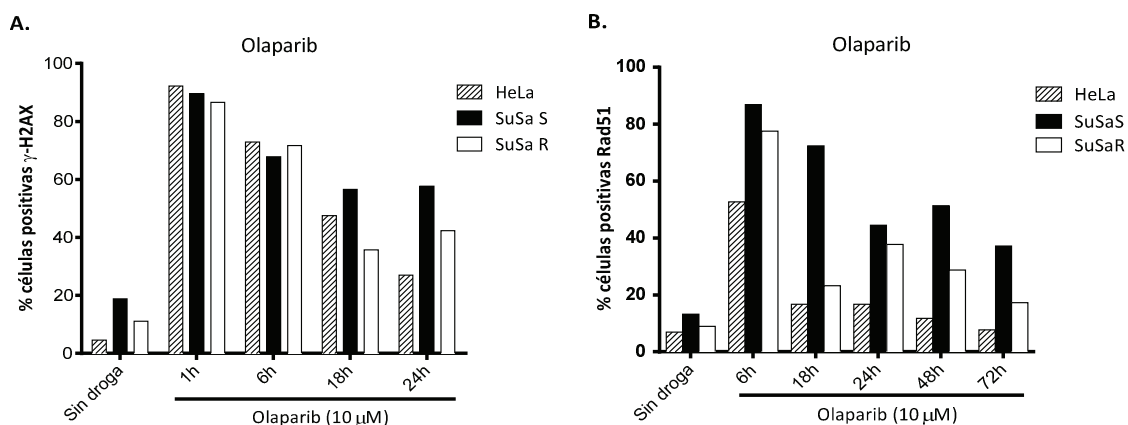 A.
Olaparib
% células positivas γ-H2AX
100
80
60
40
20
0
HeLa
SuSa S
SuSa R
Sin droga
1h
6h
18h
24h
Olaparib (10 μM)
B.
Olaparib
% células positivas Rad51
100
80
60
40
20
0
HeLa
SuSaS
SuSaR
Sin droga
6h
18h
24h
48h
72h
Olaparib (10 μM)